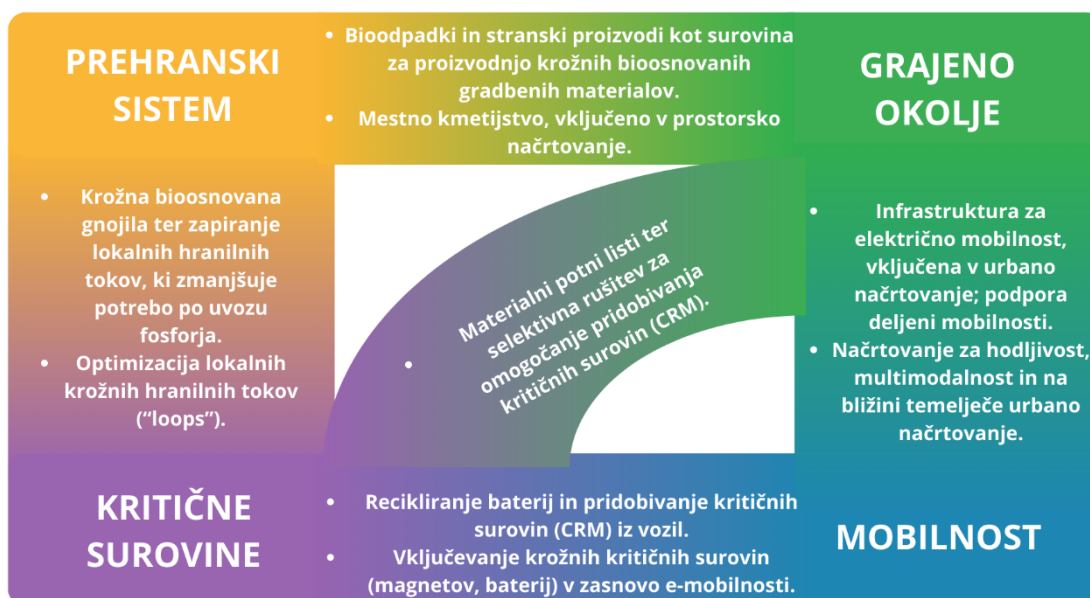 PREHRANSKI
SISTEM
• Bioodpadki in stranski proizvodi kot surovina
za proizvodnjo krožnih bioosnovanih
gradbenih materialov.
• Mestno kmetijstvo, vključeno v prostorsko
načrtovanje.
GRAJENO
OKOLJE
• Krožna bioosnovana
gnojila ter zapiranje
lokalnih hranilnih
tokov, ki zmanjšuje
potrebo po uvozu
fosforja.
• Optimizacija lokalnih
krožnih hranilnih tokov
(“loops”).
• Materialni potni listi ter
selektivna rušitev za
omogočanje pridobivanja
kritičnih surovin (CRM).
• Infrastruktura za
električno mobilnost,
vključena v urbano
načrtovanje; podpora
deljeni mobilnosti.
• Načrtovanje za hodljivost,
multimodalnost in na
bližini temelječe urbano
načrtovanje.
KRITIČNE
SUROVINE
• Recikliranje baterij in pridobivanje kritičnih
surovin (CRM) iz vozil.
• Vključevanje krožnih kritičnih surovin
(magnetov, baterij) v zasnovo e-mobilnosti.
MOBILNOST